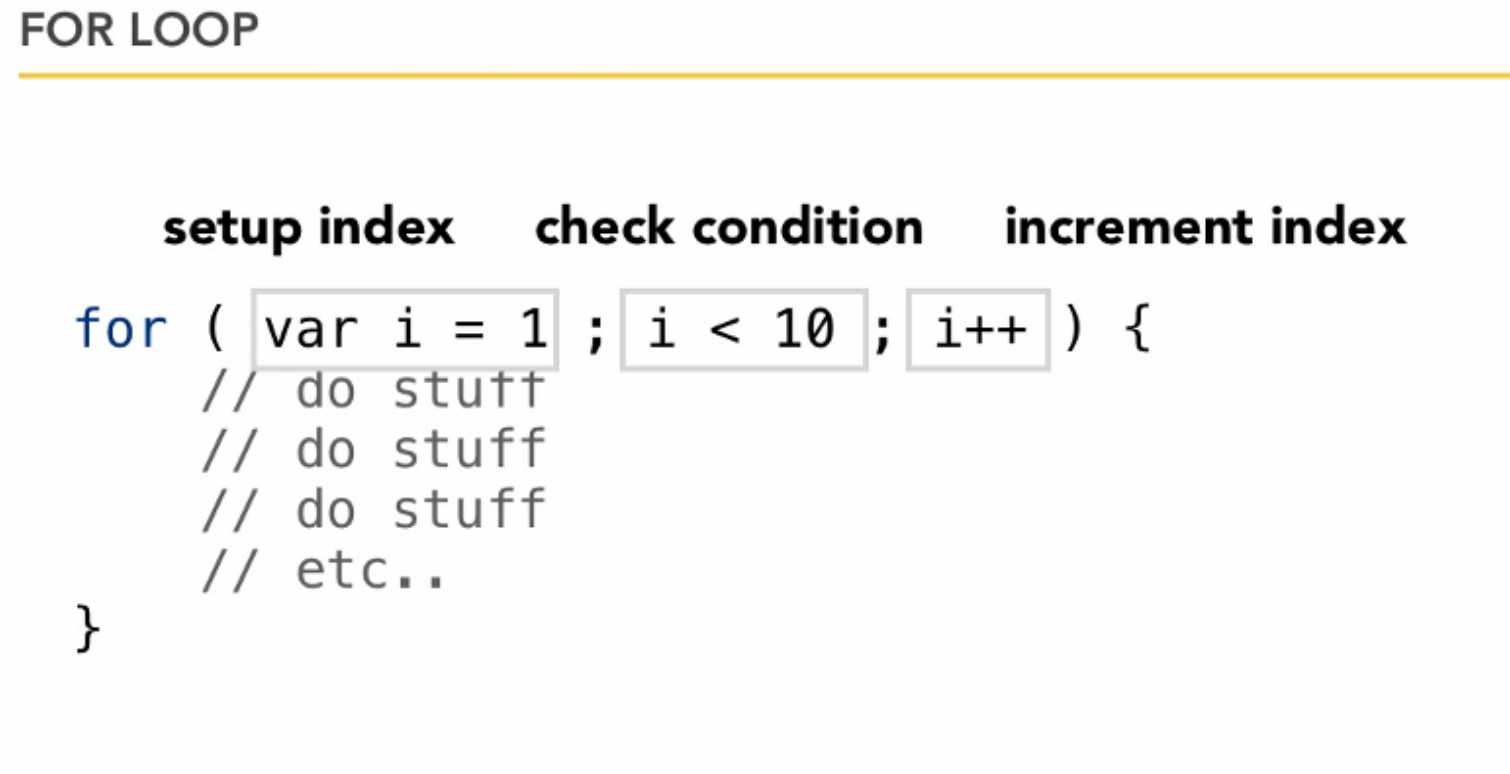 FOR LOOP
setup index check condition increment index
for ( var i = 1 ; i < 10 ; i++ ) {
// do stuff
// do stuff
// do stuff
// etc..
}